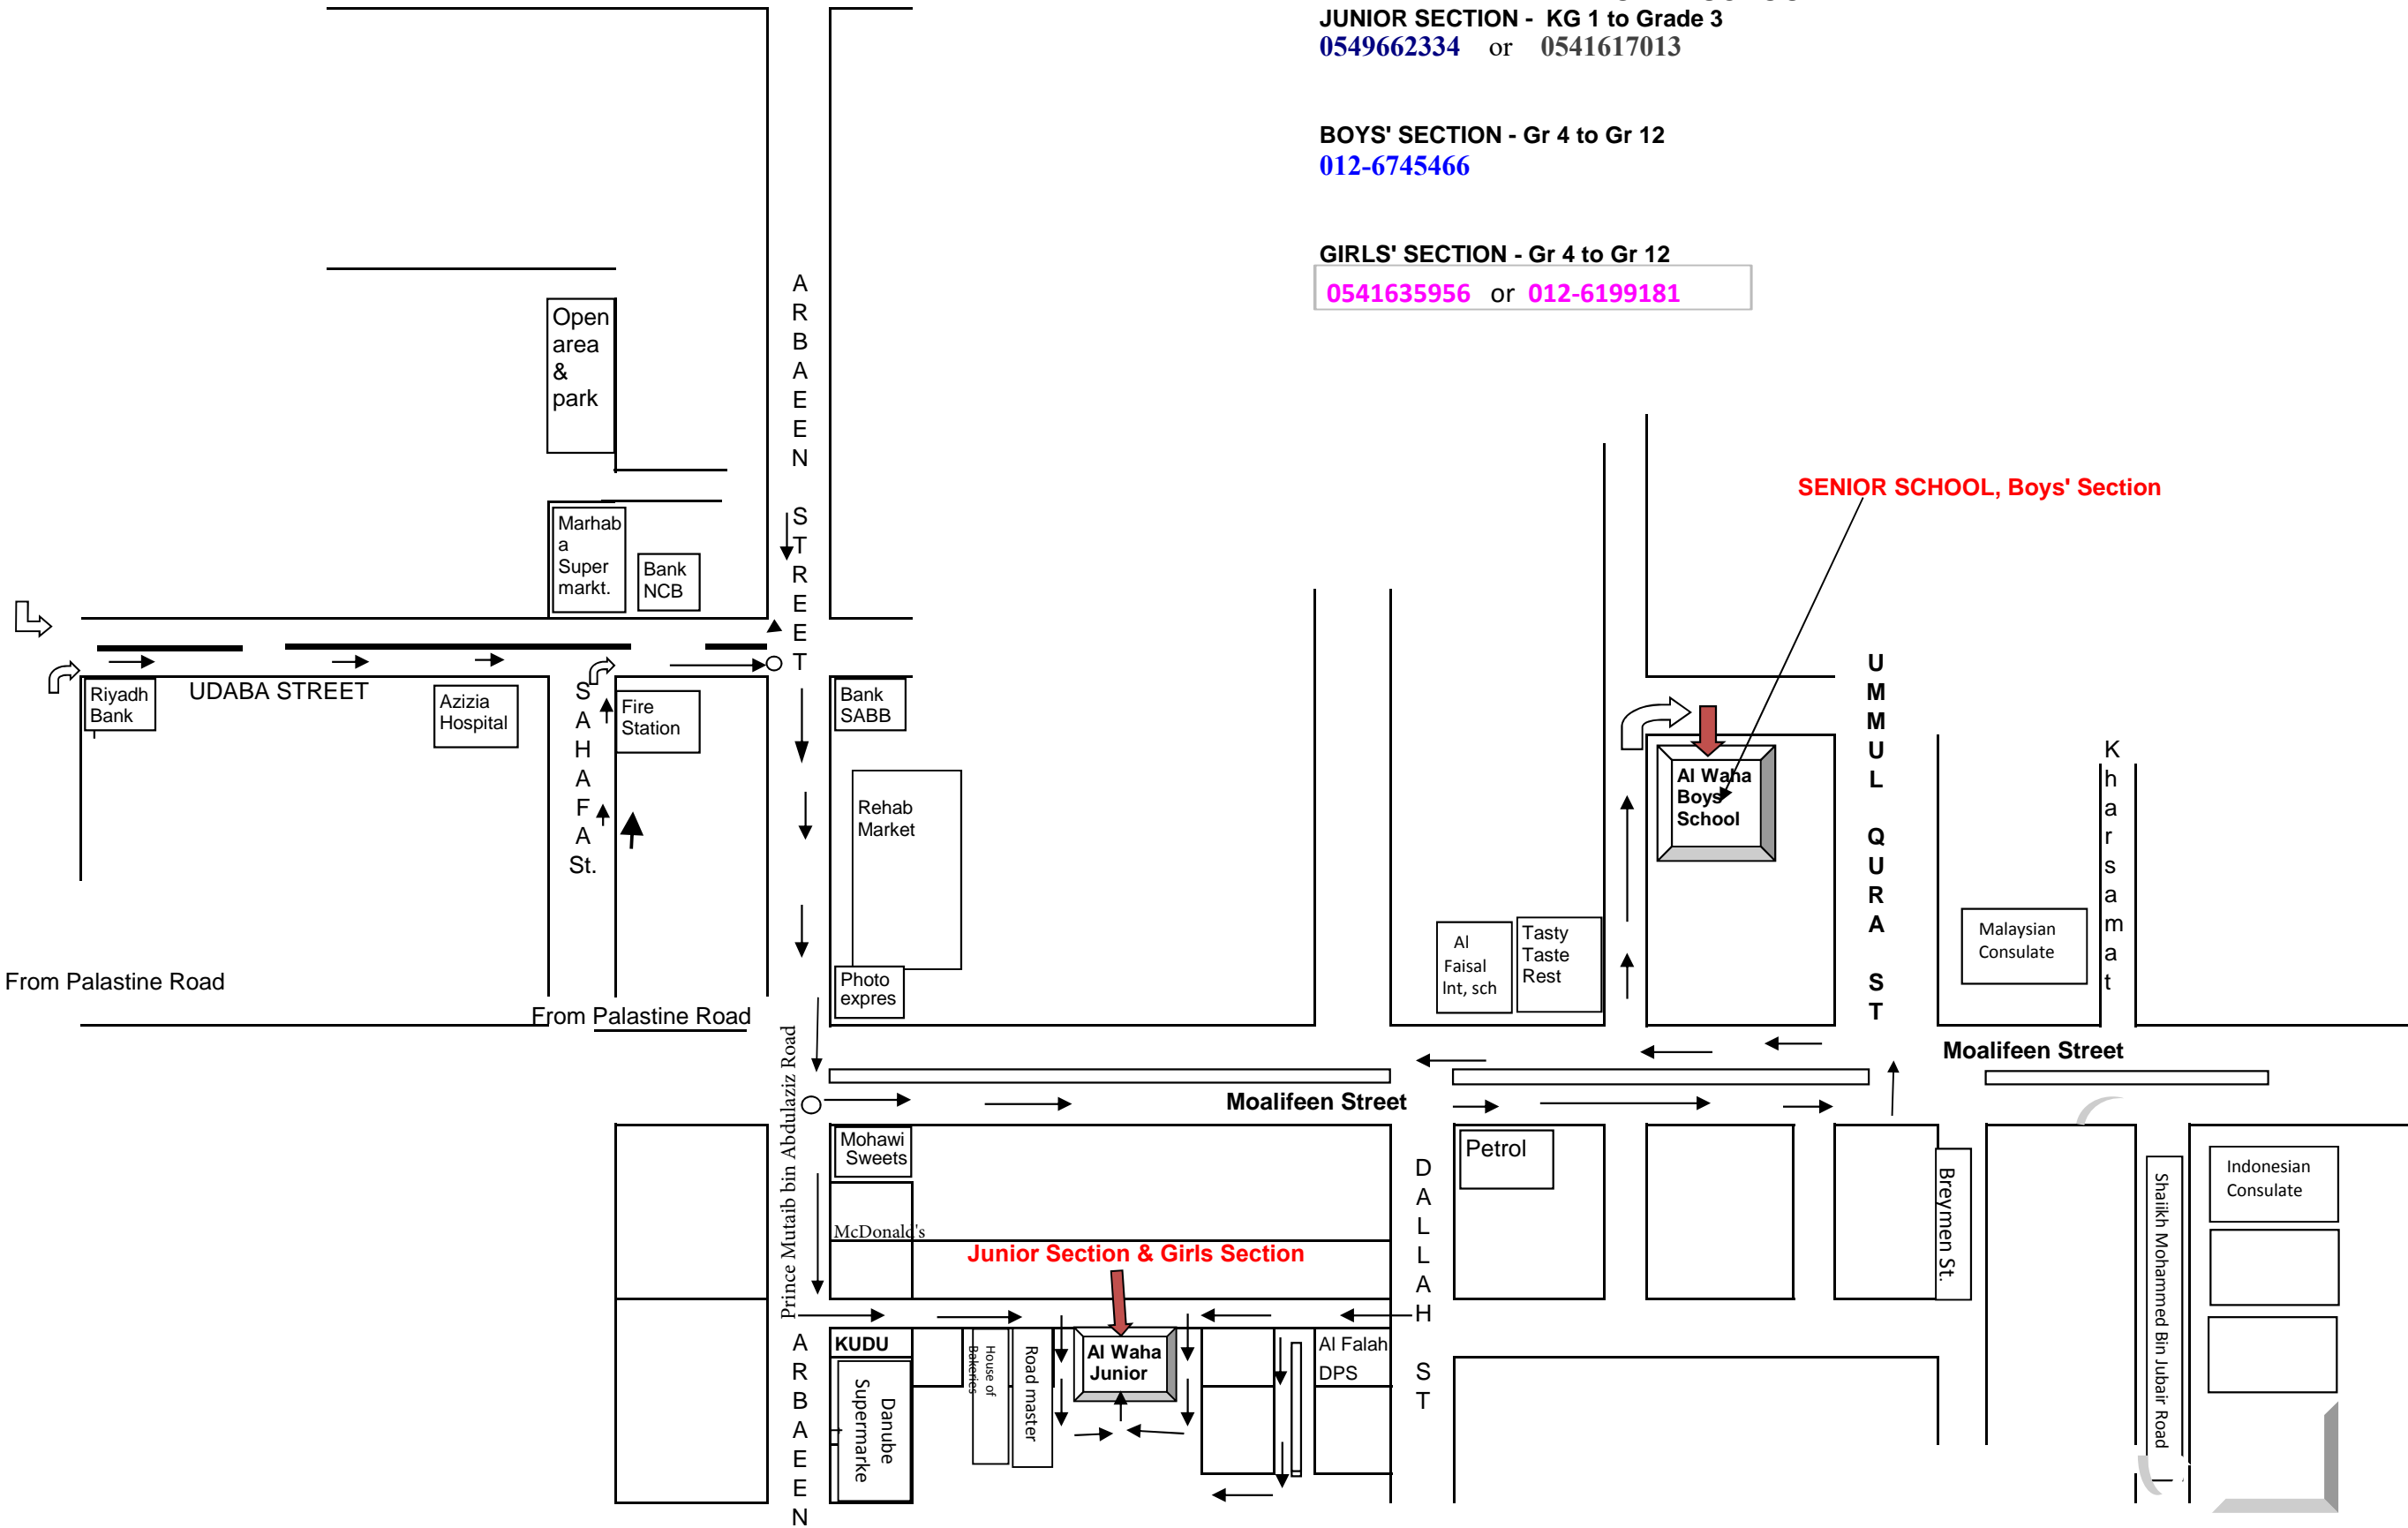 JUNIOR SECTION - KG 1 to Grade 3
0549662334 or 0541617013
BOYS' SECTION - Gr 4 to Gr 12
012-6745466
GIRLS' SECTION - Gr 4 to Gr 12
0541635956 or 012-6199181
ARBAEEN STREET
Open
area
&
park
SENIOR SCHOOL, Boys' Section
Marhab
a
Super
markt.
Bank
NCB
Riyadh
Bank
UDABA STREET
Azizia
Hospital
SAHAFA
St.
Fire
Station
Bank
SABB
UMMUL QURA ST
Kharsamat
Al Waha
Boys
School
Rehab
Market
Al
Faisal
Int, sch
Tasty
Taste
Rest
Malaysian
Consulate
From Palastine Road
Photo
expres
From Palastine Road
Prince Mutaib bin Abdulaziz Road
Moalifeen Street
Moalifeen Street
Mohawi
Sweets
Petrol
DALLAH ST
Breymen St.
Shaiikh Mohammed Bin Jubair Road
Indonesian
Consulate
McDonald's
Junior Section & Girls Section
ARBAEEN
KUDU
House of
Bakeries
Road master
Al Waha
Junior
Al Falah
DPS
Danube
Supermarke